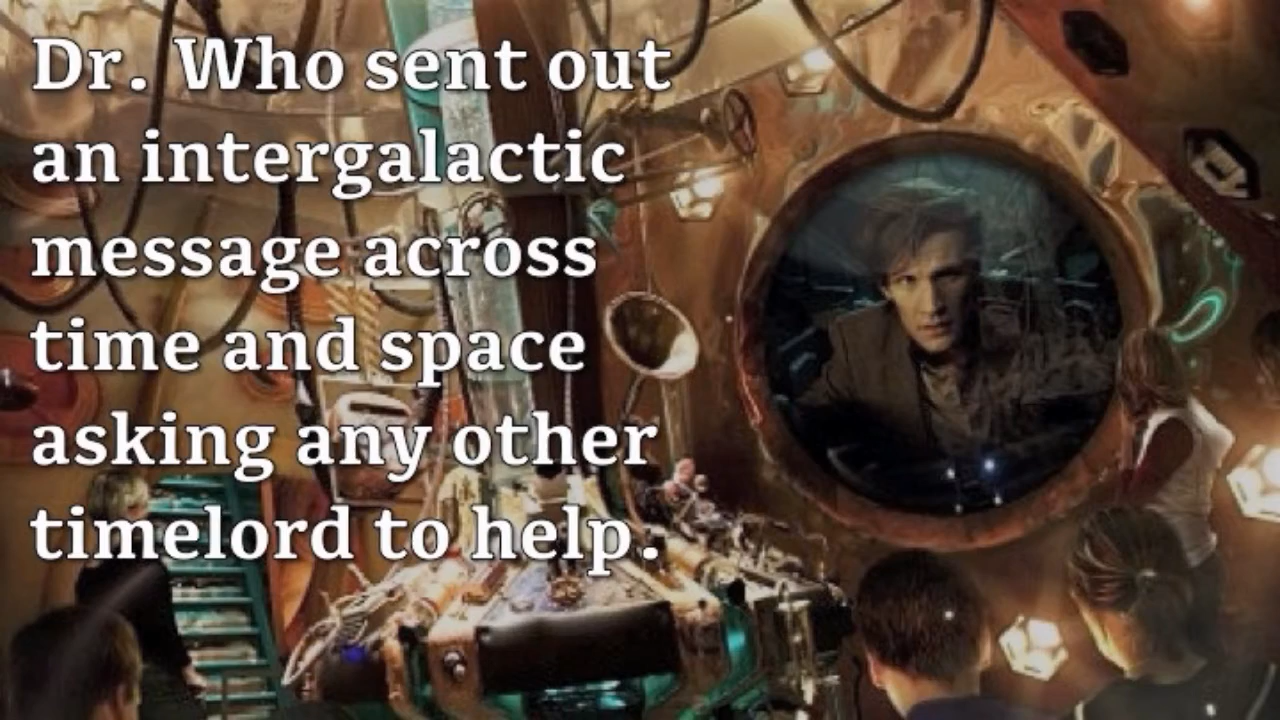 Dr. Who sent out
an intergalactic
message across
time and space
asking any other
timelord to help.